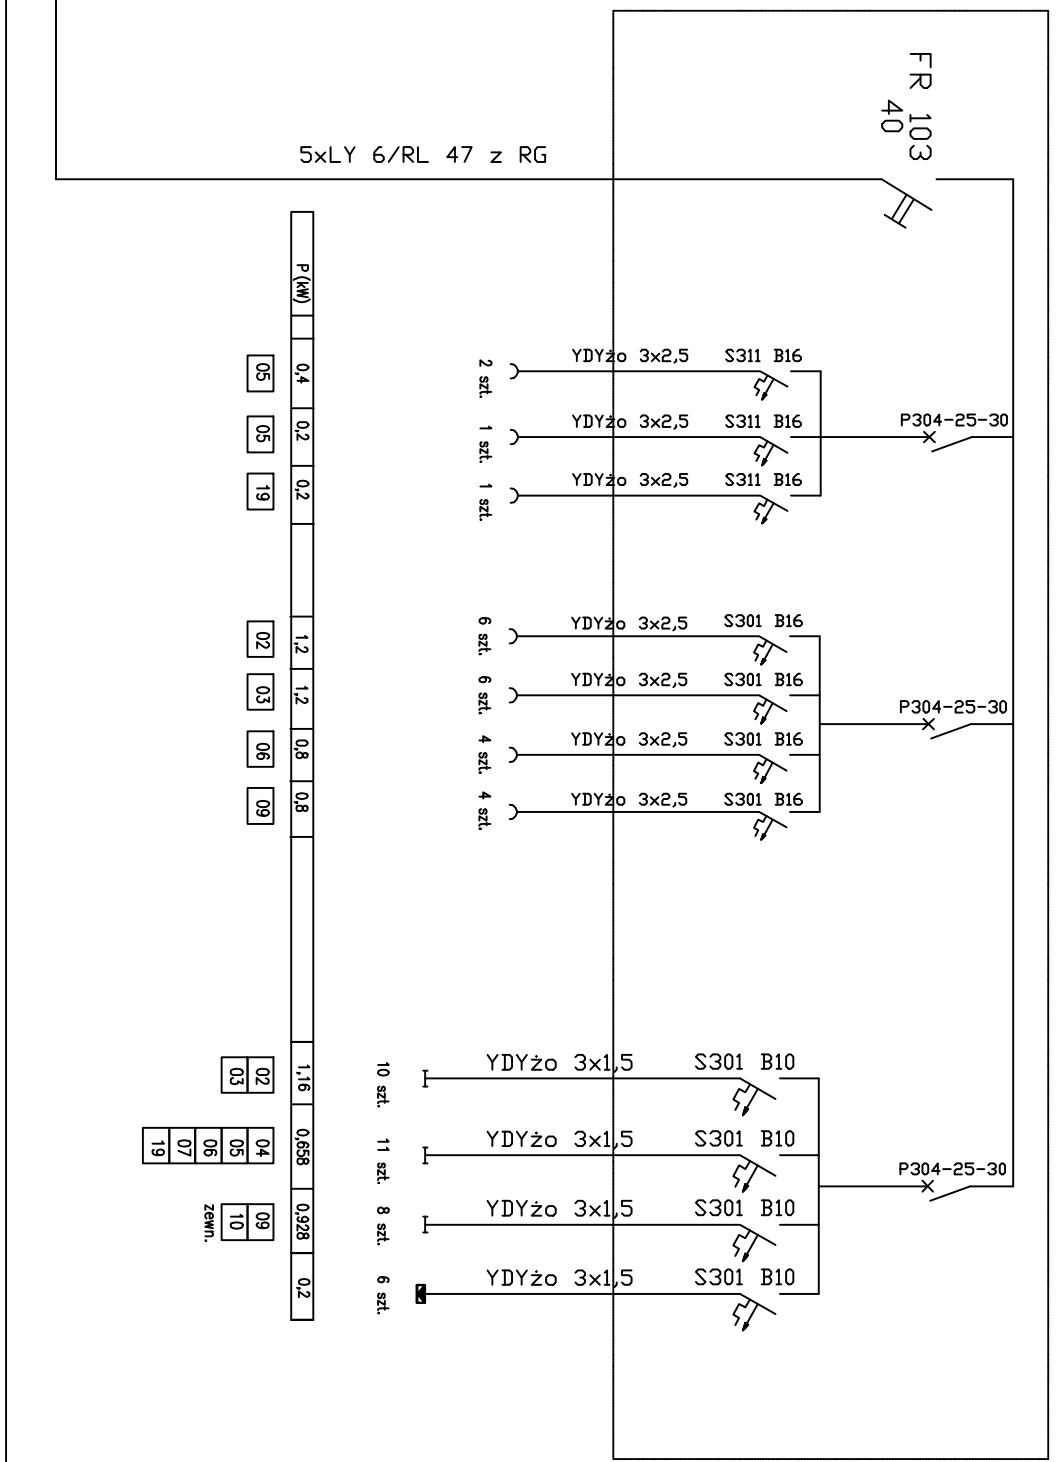 FR 103
40
5xLY 6/RL 47 z RG
P (kW)
YDYżo 3x2,5 S311 B16
2 szt.
0,4
05
P304-25-30
YDYżo 3x2,5 S311 B16
1 szt.
0,2
05
YDYżo 3x2,5 S311 B16
1 szt.
0,2
19
YDYżo 3x2,5 S301 B16
6 szt.
1,2
02
YDYżo 3x2,5 S301 B16
6 szt.
1,2
03
P304-25-30
YDYżo 3x2,5 S301 B16
4 szt.
0,8
06
YDYżo 3x2,5 S301 B16
4 szt.
0,8
09
YDYżo 3x1,5 S301 B10
10 szt.
1,16
02
03
YDYżo 3x1,5 S301 B10
11 szt.
0,658
04
05
06
07
19
P304-25-30
YDYżo 3x1,5 S301 B10
8 szt.
0,928
09
10
zewn.
YDYżo 3x1,5 S301 B10
6 szt.
0,2